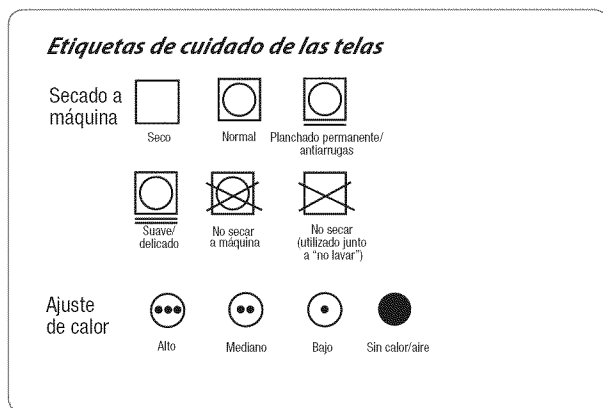 Etiquetas de cuidado de las telas
Secado a
máquina
Seco
Normal
Planchado permanente/
antiarrugas
Suave/
delicado
No secar
a máquina
No secar
(utilizado junto
a "no lavar")
Ajuste
de calor
Alto
Mediano
Bajo
Sin calor/aire